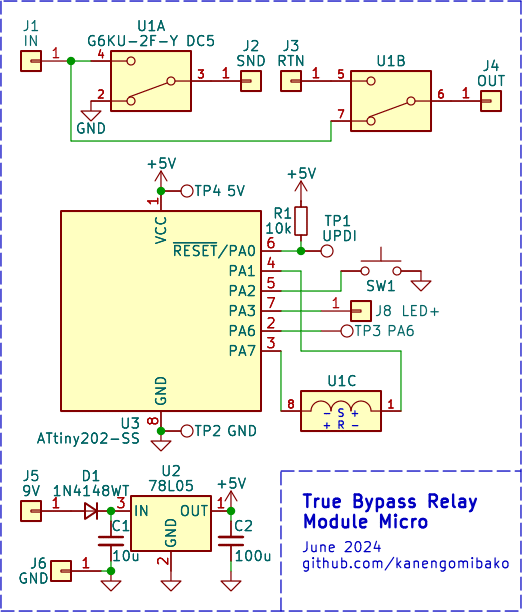 J1
IN
1
U1A
G6KU-2F-Y DC5
4
2
3
GND
1
J2
SND
J3
RTN
1
U1B
5
7
6
1
J4
OUT
+5V
TP4 5V
1
VCC
+5V
R1
10k
TP1
UPDI
RESET/PA0
6
PA1
4
PA2
5
SW1
PA3
7
1
J8 LED+
PA6
2
TP3 PA6
PA7
3
U1C
8
- S +
+ R -
1
GND
8
U3
ATtiny202-SS
TP2 GND
J5
9V
1
D1
1N4148WT
U2
78L05
3
IN
OUT
1
+5V
GND
2
C1
10u
C2
100u
J6
GND
1
True Bypass Relay
Module Micro
June 2024
github.com/kanengomibako